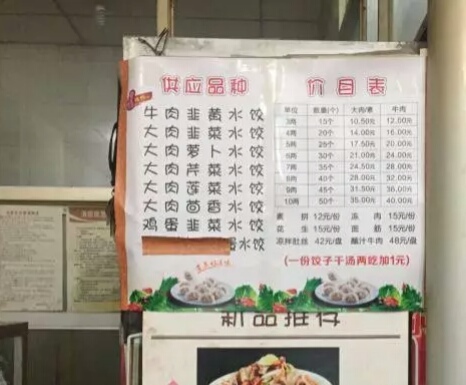 供应品种
牛肉韭黄水饺
大肉韭菜水饺
大肉萝卜水饺
大肉芹菜水饺
大肉莲菜水饺
大肉茴香水饺
鸡蛋韭菜水饺
蛋水饺
价目表
单位 数量(个) 大肉/素 牛肉
3两 15个 10.50元 12.00元
4两 20个 14.00元 16.00元
5两 25个 17.50元 20.00元
6两 30个 21.00元 24.00元
7两 35个 24.50元 28.00元
8两 40个 28.00元 32.00元
9两 45个 31.50元 36.00元
10两 50个 35.00元 40.00元
素拼 12元/份 冻肉 15元/份
花生 15元/份 面筋 15元/份
凉拌肚丝 42元/盘 蘸汁牛肉 48元/盘
(一份饺子干汤两吃加1元)
新品推荐